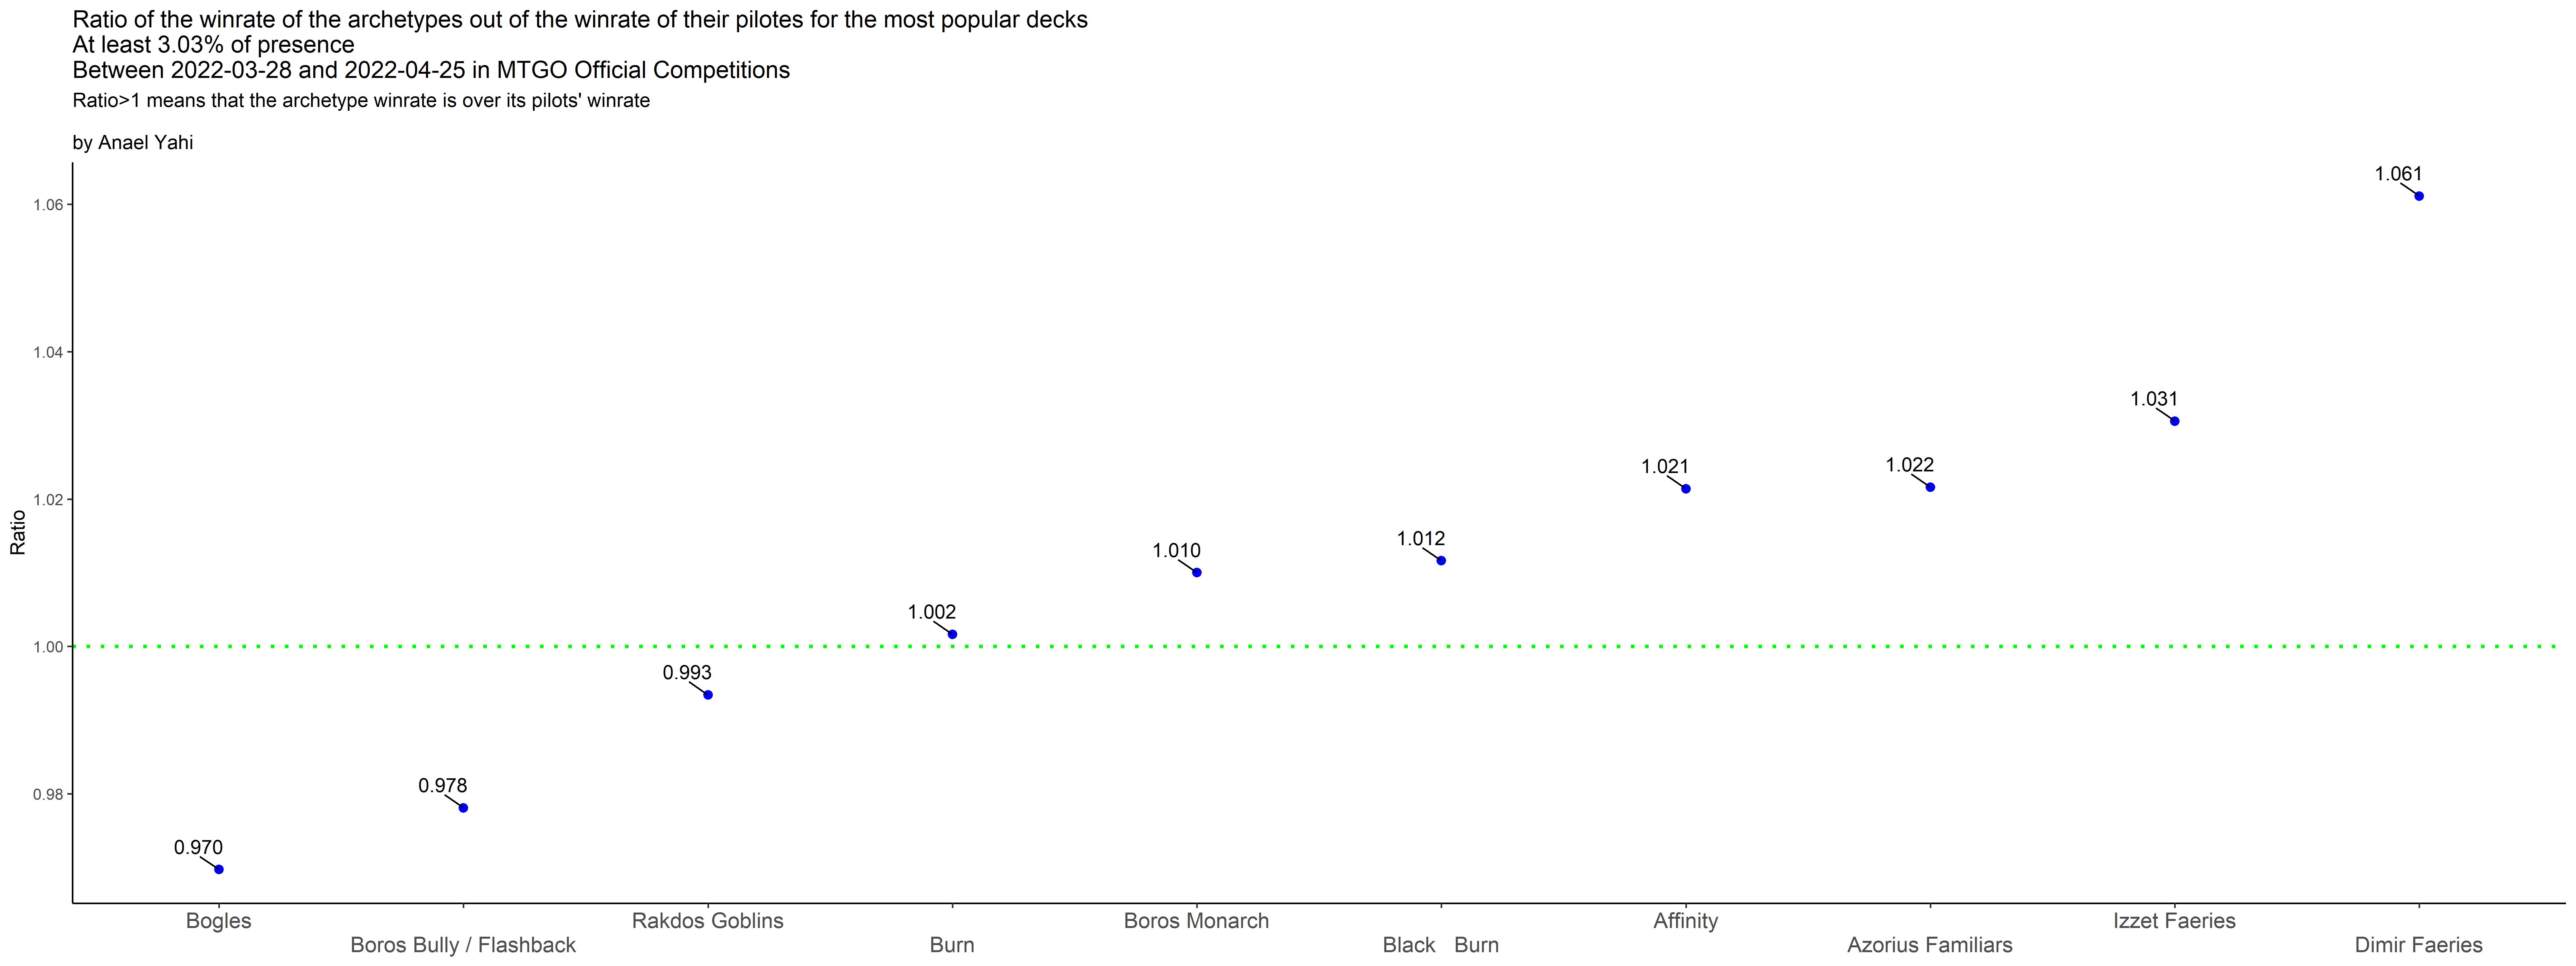 Ratio of the winrate of the archetypes out of the winrate of their pilotes for the most popular decks
At least 3.03% of presence
Between 2022-03-28 and 2022-04-25 in MTGO Official Competitions
Ratio>1 means that the archetype winrate is over its pilots' winrate
by Anael Yahi
Ratio
1.06
1.04
1.02
1.00
0.98
0.970
0.978
0.993
1.002
1.010
1.012
1.021
1.022
1.031
1.061
Bogles
Boros Bully / Flashback
Rakdos Goblins
Burn
Boros Monarch
Black   Burn
Affinity
Azorius Familiars
Izzet Faeries
Dimir Faeries